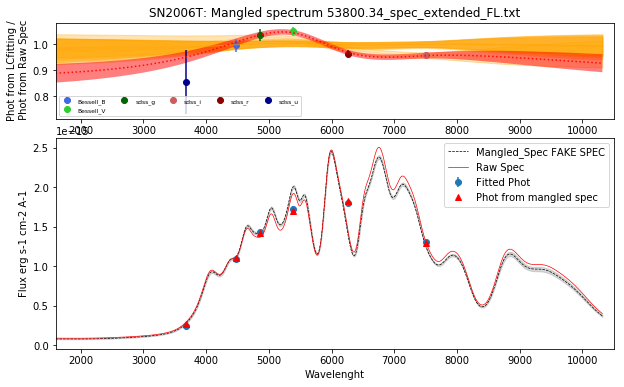 SN2006T: Mangled spectrum 53800.34_spec_extended_FL.txt
Phot from LCfitting /
Phot from Raw Spec
1.0
0.9
0.8
Bessell_B
Bessell_V
sdss_g
sdss_i
sdss_r
sdss_u
2000 3000 4000 5000 6000 7000 8000 9000 10000
Flux erg s-1 cm-2 A-1
2.5
2.0
1.5
1.0
0.5
0.0
Mangled_Spec FAKE SPEC
Raw Spec
Fitted Phot
Phot from mangled spec
2000 3000 4000 5000 6000 7000 8000 9000 10000
Wavelenght